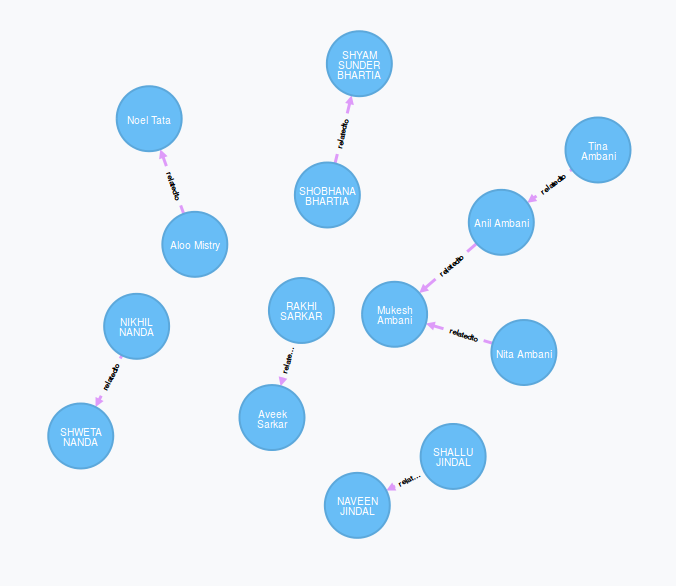 SHYAM
SUNDER
BHARTIA
relatedto
SHOBHANA
BHARTIA
Noel Tata
relatedto
Aloo Mistry
Tina
Ambani
relatedto
Anil Ambani
relatedto
Mukesh
Ambani
relatedto
Nita Ambani
NIKHIL
NANDA
relatedto
SHWETA
NANDA
RAKHI
SARKAR
relate...
Aveek
Sarkar
SHALLU
JINDAL
relat...
NAVEEN
JINDAL